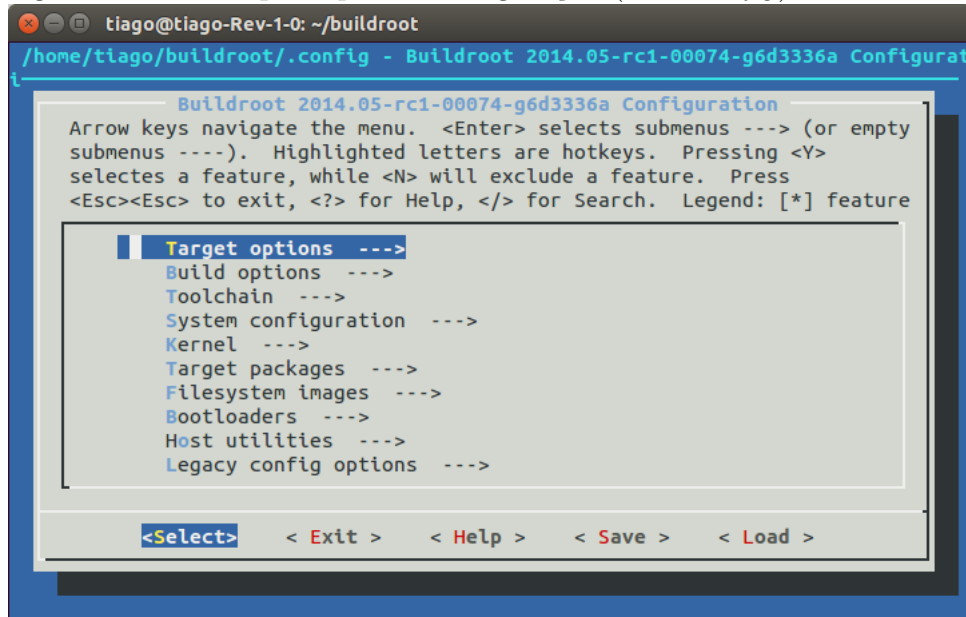 tiago@tiago-Rev-1-0: ~/buildroot
/home/tiago/buildroot/.config - Buildroot 2014.05-rc1-00074-g6d3336a Configurat
i
Buildroot 2014.05-rc1-00074-g6d3336a Configuration
Arrow keys navigate the menu.  <Enter> selects submenus ---> (or empty
submenus ----).  Highlighted letters are hotkeys.  Pressing <Y>
selectes a feature, while <N> will exclude a feature.  Press
<Esc><Esc> to exit, <?> for Help, </> for Search.  Legend: [*] feature
Target options  --->
Build options  --->
Toolchain  --->
System configuration  --->
Kernel  --->
Target packages  --->
Filesystem images  --->
Bootloaders  --->
Host utilities  --->
Legacy config options  --->
<Select>    < Exit >    < Help >    < Save >    < Load >